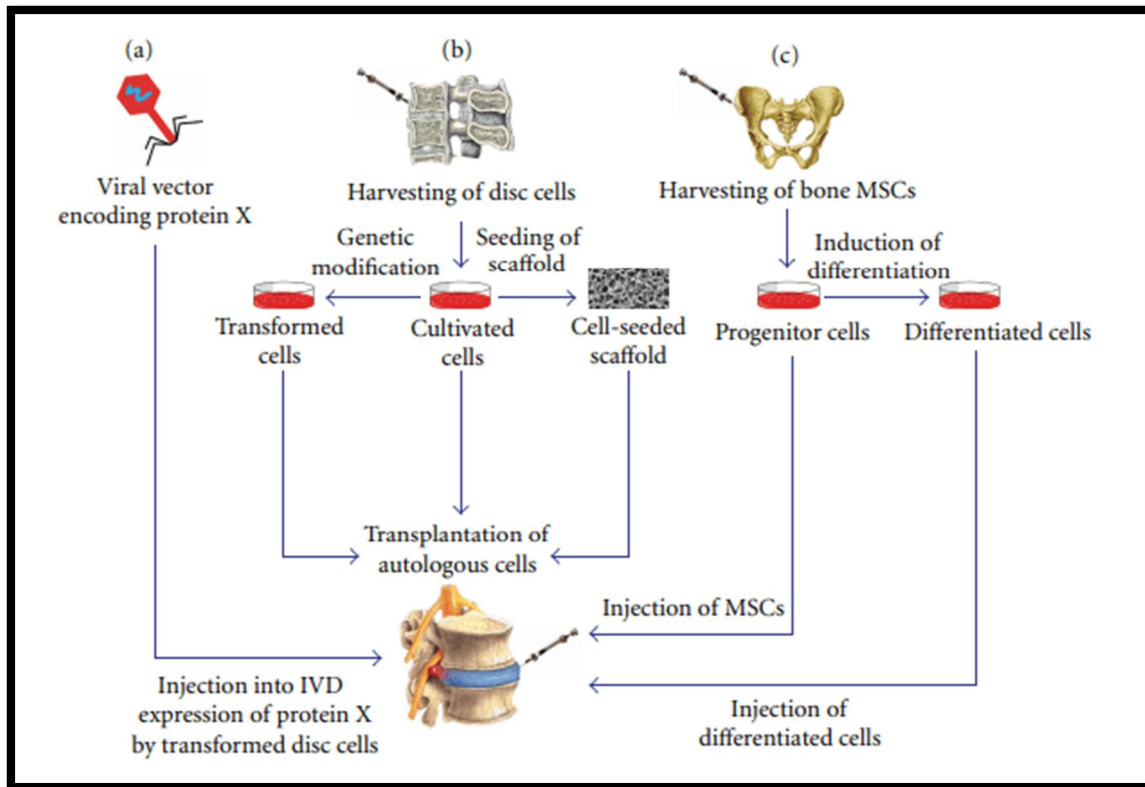 (a)
Viral vector
encoding protein X
(b)
Harvesting of disc cells
(c)
Harvesting of bone MSCs
Genetic
modification
Seeding of
scaffold
Induction of
differentiation
Transformed
cells
Cultivated
cells
Cell-seeded
scaffold
Progenitor cells
Differentiated cells
Transplantation of
autologous cells
Injection of MSCs
Injection into IVD
expression of protein X
by transformed disc cells
Injection of
differentiated cells